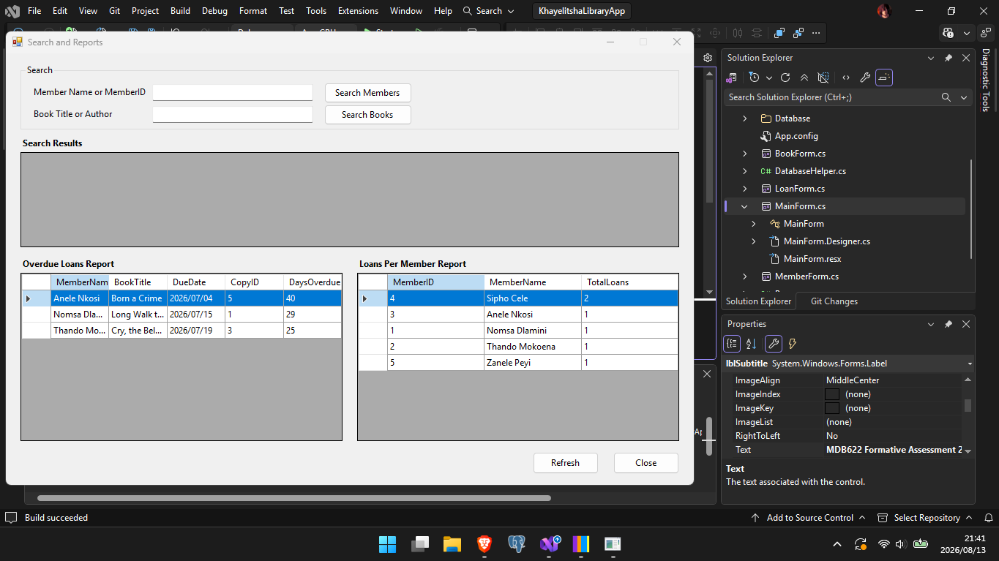 File Edit View Git Project Build Debug Format Test Tools Extensions Window Help Search KhayelitshaLibraryApp
Search and Reports
Search
Member Name or MemberID Search Members
Book Title or Author Search Books
Search Results
Overdue Loans Report
MemberNam BookTitle DueDate CopyID DaysOverdue
Anele Nkosi Born a Crime 2026/07/04 5 40
Nomsa Dla... Long Walk t... 2026/07/15 1 29
Thando Mo... Cry, the Bel... 2026/07/19 3 25
Loans Per Member Report
MemberID MemberName TotalLoans
4 Sipho Cele 2
3 Anele Nkosi 1
1 Nomsa Dlamini 1
2 Thando Mokoena 1
5 Zanele Peyi 1
Refresh Close
Solution Explorer
Search Solution Explorer (Ctrl+;)
Database
App.config
BookForm.cs
C# DatabaseHelper.cs
LoanForm.cs
MainForm.cs
MainForm
MainForm.Designer.cs
MainForm.resx
MemberForm.cs
Solution Explorer Git Changes
Diagnostic Tools
Properties
lblSubtitle System.Windows.Forms.Label
ImageAlign MiddleCenter
ImageIndex (none)
ImageKey (none)
ImageList (none)
RightToLeft No
Text MDB622 Formative Assessment 2
Text
The text associated with the control.
Build succeeded Add to Source Control Select Repository
21:41
2026/08/13